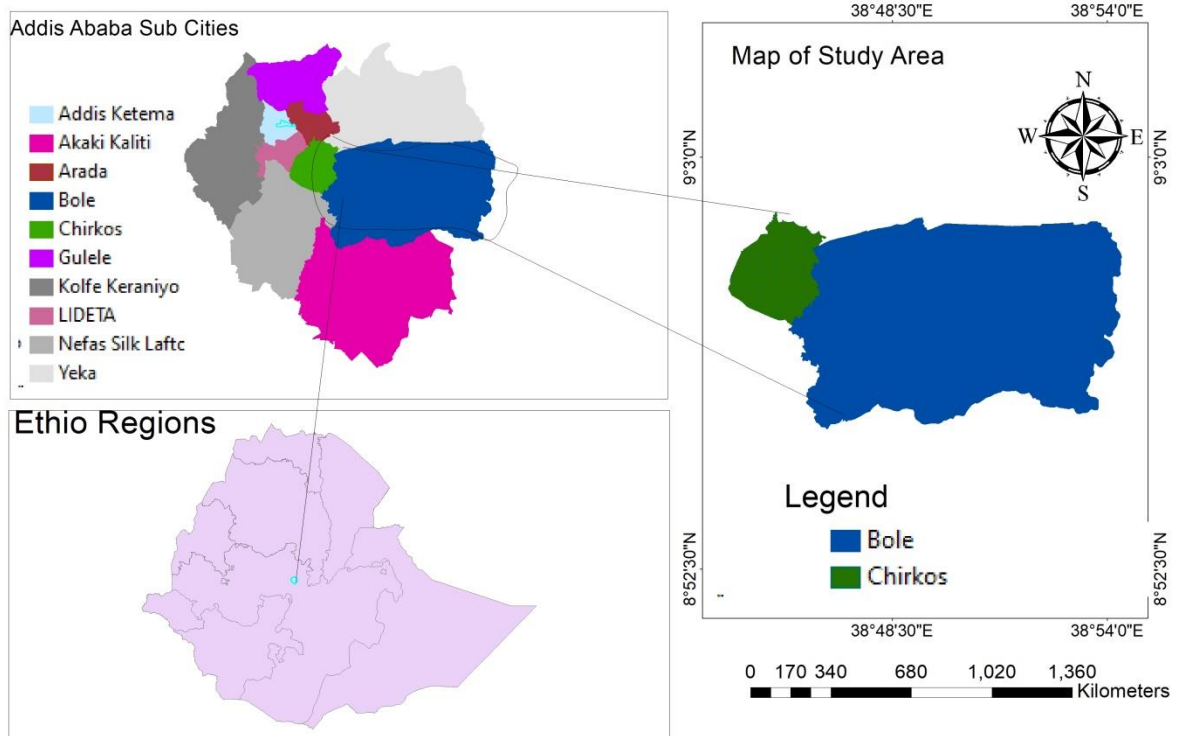 Addis Ababa Sub Cities
Addis Ketema
Akaki Kaliti
Arada
Bole
Chirkos
Gulele
Kolfe Keraniyo
LIDETA
Nefas Silk Laftc
Yeka
Ethio Regions
38°48'30"E 38°54'0"E
Map of Study Area
N
W E
S
9°3'0"N 9°3'0"N
8°52'30"N 8°52'30"N
Legend
Bole
Chirkos
38°48'30"E 38°54'0"E
0 170 340 680 1,020 1,360
Kilometers